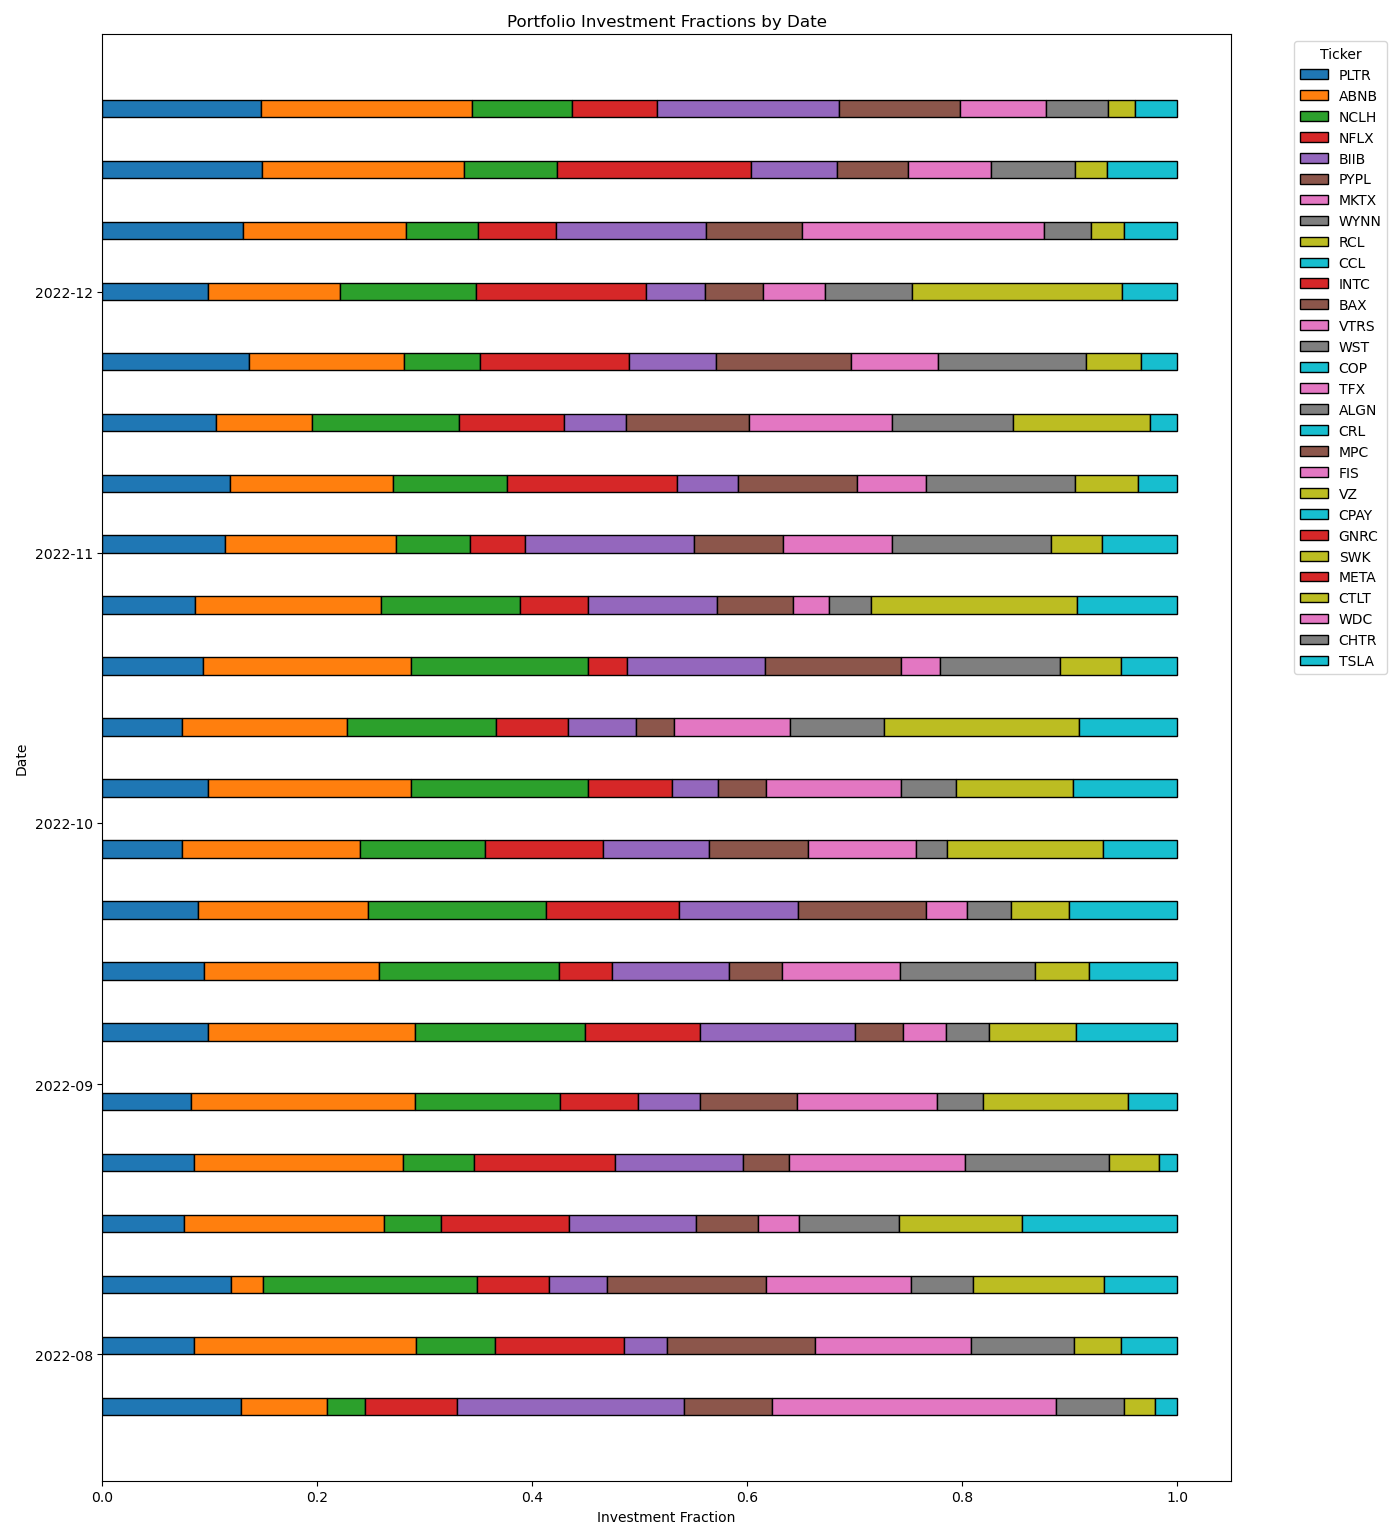 Portfolio Investment Fractions by Date
Ticker
PLTR
ABNB
NCLH
NFLX
BIIB
PYPL
MKTX
WYNN
RCL
CCL
INTC
BAX
VTRS
WST
COP
TFX
ALGN
CRL
MPC
FIS
VZ
CPAY
GNRC
SWK
META
CTLT
WDC
CHTR
TSLA
2022-12
2022-11
2022-10
2022-09
2022-08
Date
0.0 0.2 0.4 0.6 0.8 1.0
Investment Fraction